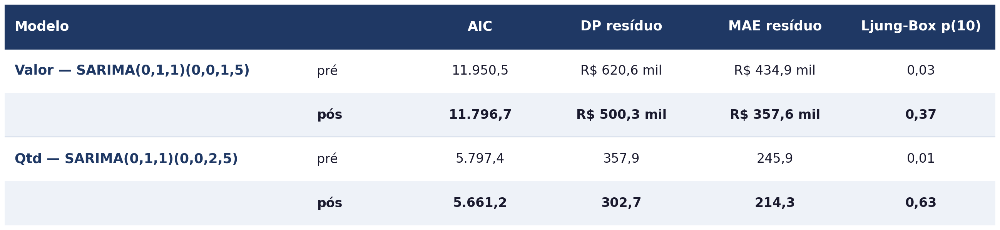 Modelo AIC DP resíduo MAE resíduo Ljung-Box p(10)
Valor — SARIMA(0,1,1)(0,0,1,5) pré 11.950,5 R$ 620,6 mil R$ 434,9 mil 0,03
pós 11.796,7 R$ 500,3 mil R$ 357,6 mil 0,37
Qtd — SARIMA(0,1,1)(0,0,2,5) pré 5.797,4 357,9 245,9 0,01
pós 5.661,2 302,7 214,3 0,63